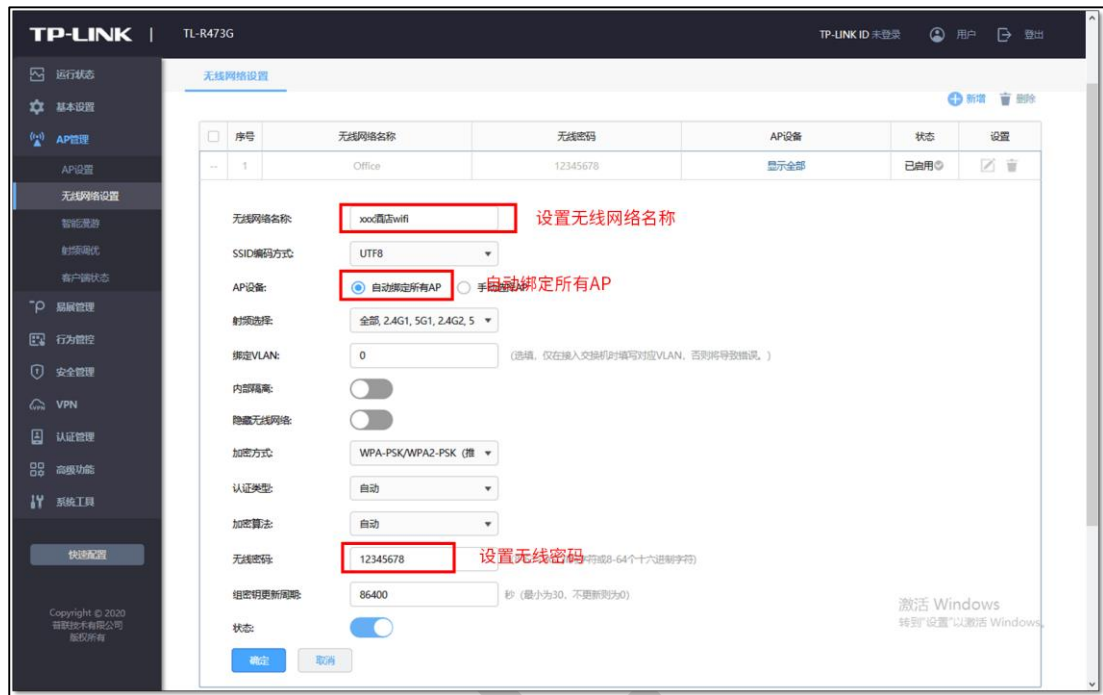 TP-LINK | TL-R473G TP-LINK ID 未登录 用户 登出
运行状态
基本设置
AP管理
AP设置
无线网络设置
智能漫游
射频调优
客户端状态
易展管理
行为管控
安全管理
VPN
认证管理
高级功能
系统工具
快速配置
Copyright © 2020
普联技术有限公司
版权所有
无线网络设置
新增 删除
序号 无线网络名称 无线密码 AP设备 状态 设置
-- 1 Office 12345678 显示全部 已启用
无线网络名称: xxx酒店wifi 设置无线网络名称
SSID编码方式: UTF8
AP设备: 自动绑定所有AP 自动绑定所有AP
射频选择: 全部, 2.4G1, 5G1, 2.4G2, 5
绑定VLAN: 0 (选填,仅在接入交换机时填写对应VLAN,否则将导致错误。)
内部隔离:
隐藏无线网络:
加密方式: WPA-PSK/WPA2-PSK (推
认证类型: 自动
加密算法: 自动
无线密码: 12345678 设置无线密码 字符或8-64个十六进制字符)
组密钥更新周期: 86400 秒 (最小为30,不更新则为0)
状态:
确定 取消
激活 Windows
转到"设置"以激活 Windows。